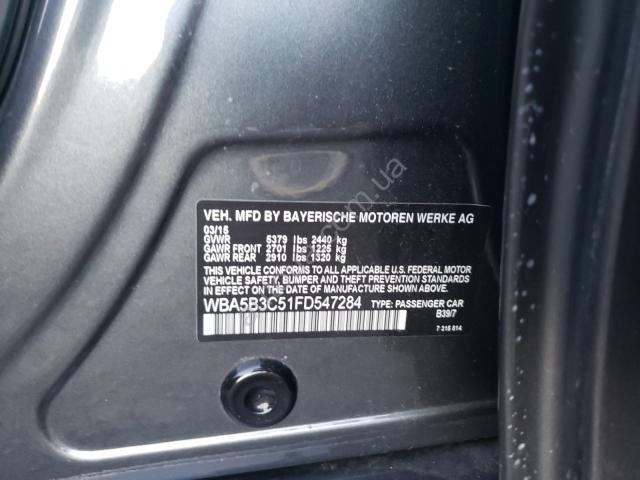 VEH. MFD BY BAYERISCHE MOTOREN WERKE AG
03/15
GVWR 5379 lbs 2440 kg
GAWR FRONT 2701 lbs 1225 kg
GAWR REAR 2910 lbs 1320 kg
THIS VEHICLE CONFORMS TO ALL APPLICABLE U.S. FEDERAL MOTOR
VEHICLE SAFETY, BUMPER, AND THEFT PREVENTION STANDARDS IN
EFFECT ON THE DATE OF MANUFACTURE SHOWN ABOVE.
WBA5B3C51FD547284 TYPE: PASSENGER CAR
B39/7
7 216 814